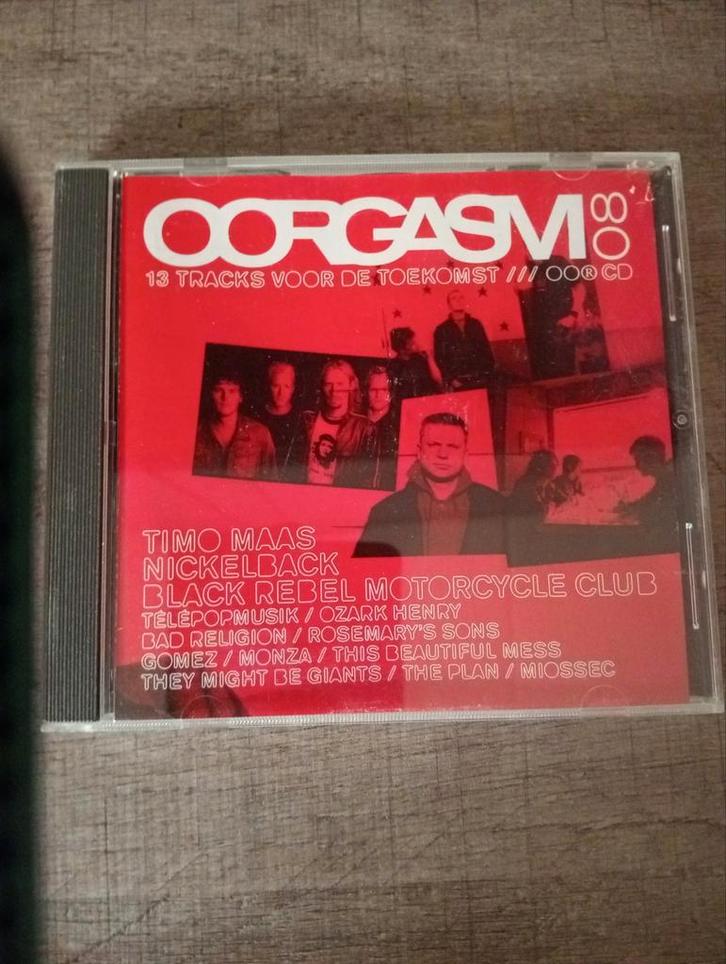 OORGASM 08
13 TRACKS VOOR DE TOEKOMST /// OO® CD
TIMO MAAS
NICKELBACK
BLACK REBEL MOTORCYCLE CLUB
TÉLÉPOPMUSIK / OZARK HENRY
BAD RELIGION / ROSEMARY'S SONS
GOMEZ / MONZA / THIS BEAUTIFUL MESS
THEY MIGHT BE GIANTS / THE PLAN / MIOSSEC